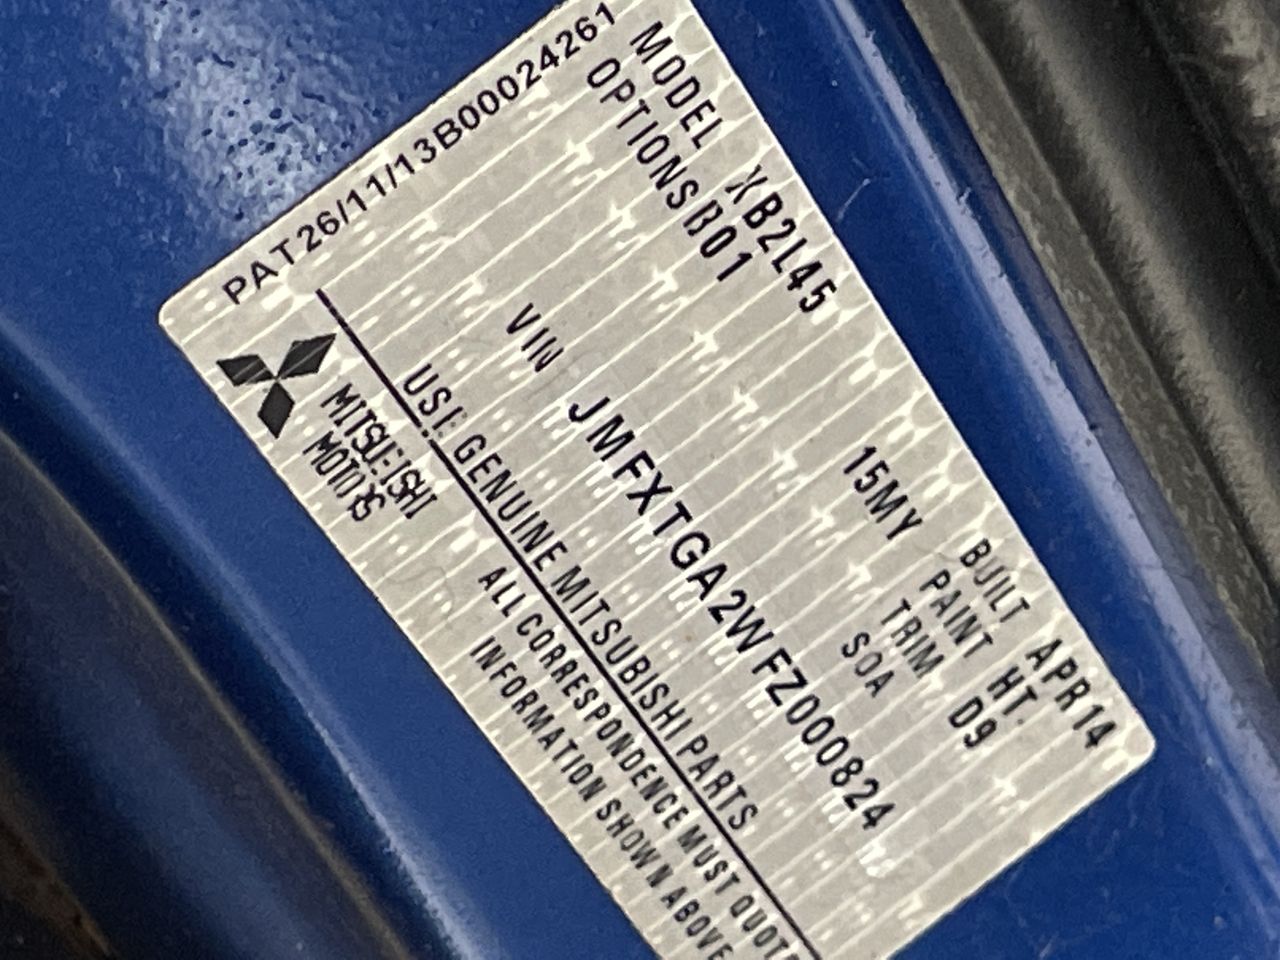 PAT26/11/13B00024261
MODEL XB2L45
OPTIONS B01
15MY
BUILT APR14
PAINT HT
TRIM D9
SOA
VIN JMFXTGA2WFZ000824
USE GENUINE MITSUBISHI PARTS
MITSUBISHI
MOTORS
ALL CORRESPONDENCE MUST QUOTE
INFORMATION SHOWN ABOVE